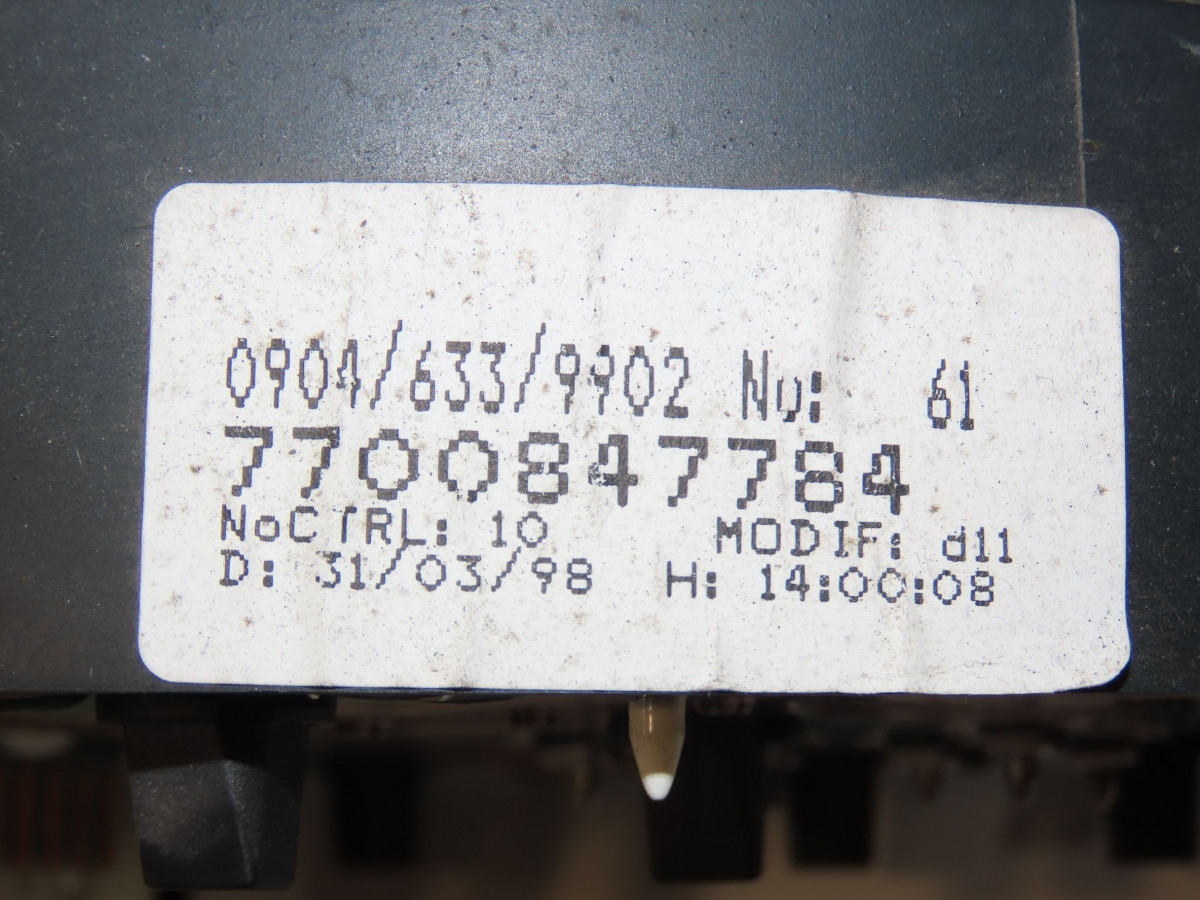 0904/633/9902 No: 61
7700847784
NoCTRL: 10 MODIF: d11
D: 31/03/98 H: 14:00:08